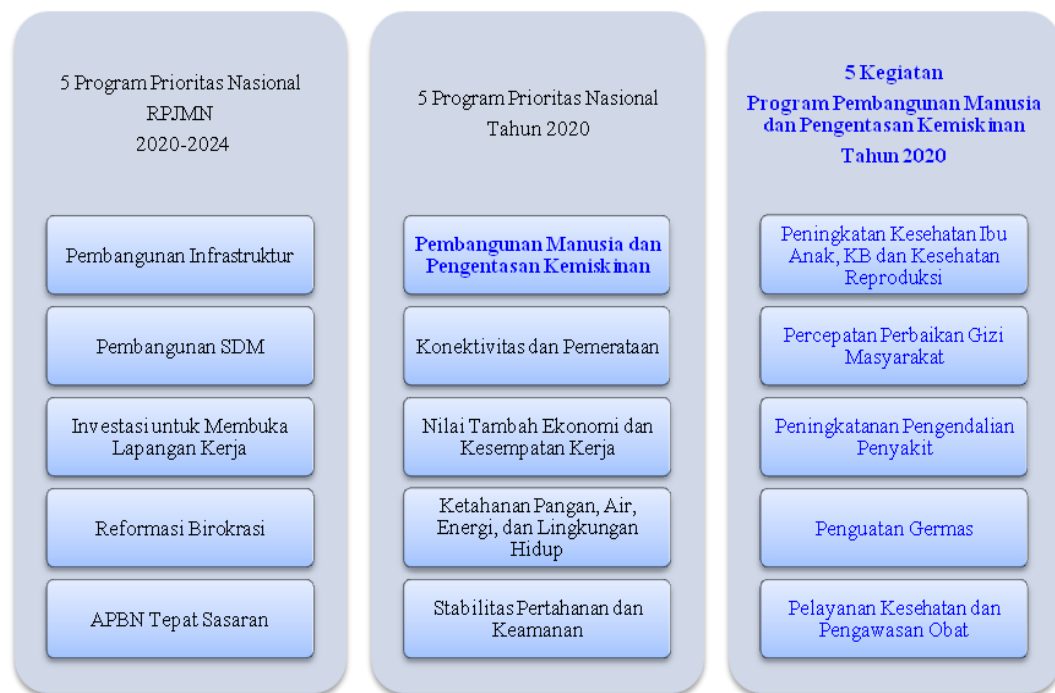 5 Program Prioritas Nasional
RPJMN
2020-2024
Pembangunan Infrastruktur
Pembangunan SDM
Investasi untuk Membuka
Lapangan Kerja
Reformasi Birokrasi
APBN Tepat Sasaran
5 Program Prioritas Nasional
Tahun 2020
Pembangunan Manusia dan
Pengentasan Kemiskinan
Konektivitas dan Pemerataan
Nilai Tambah Ekonomi dan
Kesempatan Kerja
Ketahanan Pangan, Air,
Energi, dan Lingkungan
Hidup
Stabilitas Pertahanan dan
Keamanan
5 Kegiatan
Program Pembangunan Manusia
dan Pengentasan Kemiskinan
Tahun 2020
Peningkatan Kesehatan Ibu
Anak, KB dan Kesehatan
Reproduksi
Percepatan Perbaikan Gizi
Masyarakat
Peningkatanan Pengendalian
Penyakit
Penguatan Germas
Pelayanan Kesehatan dan
Pengawasan Obat